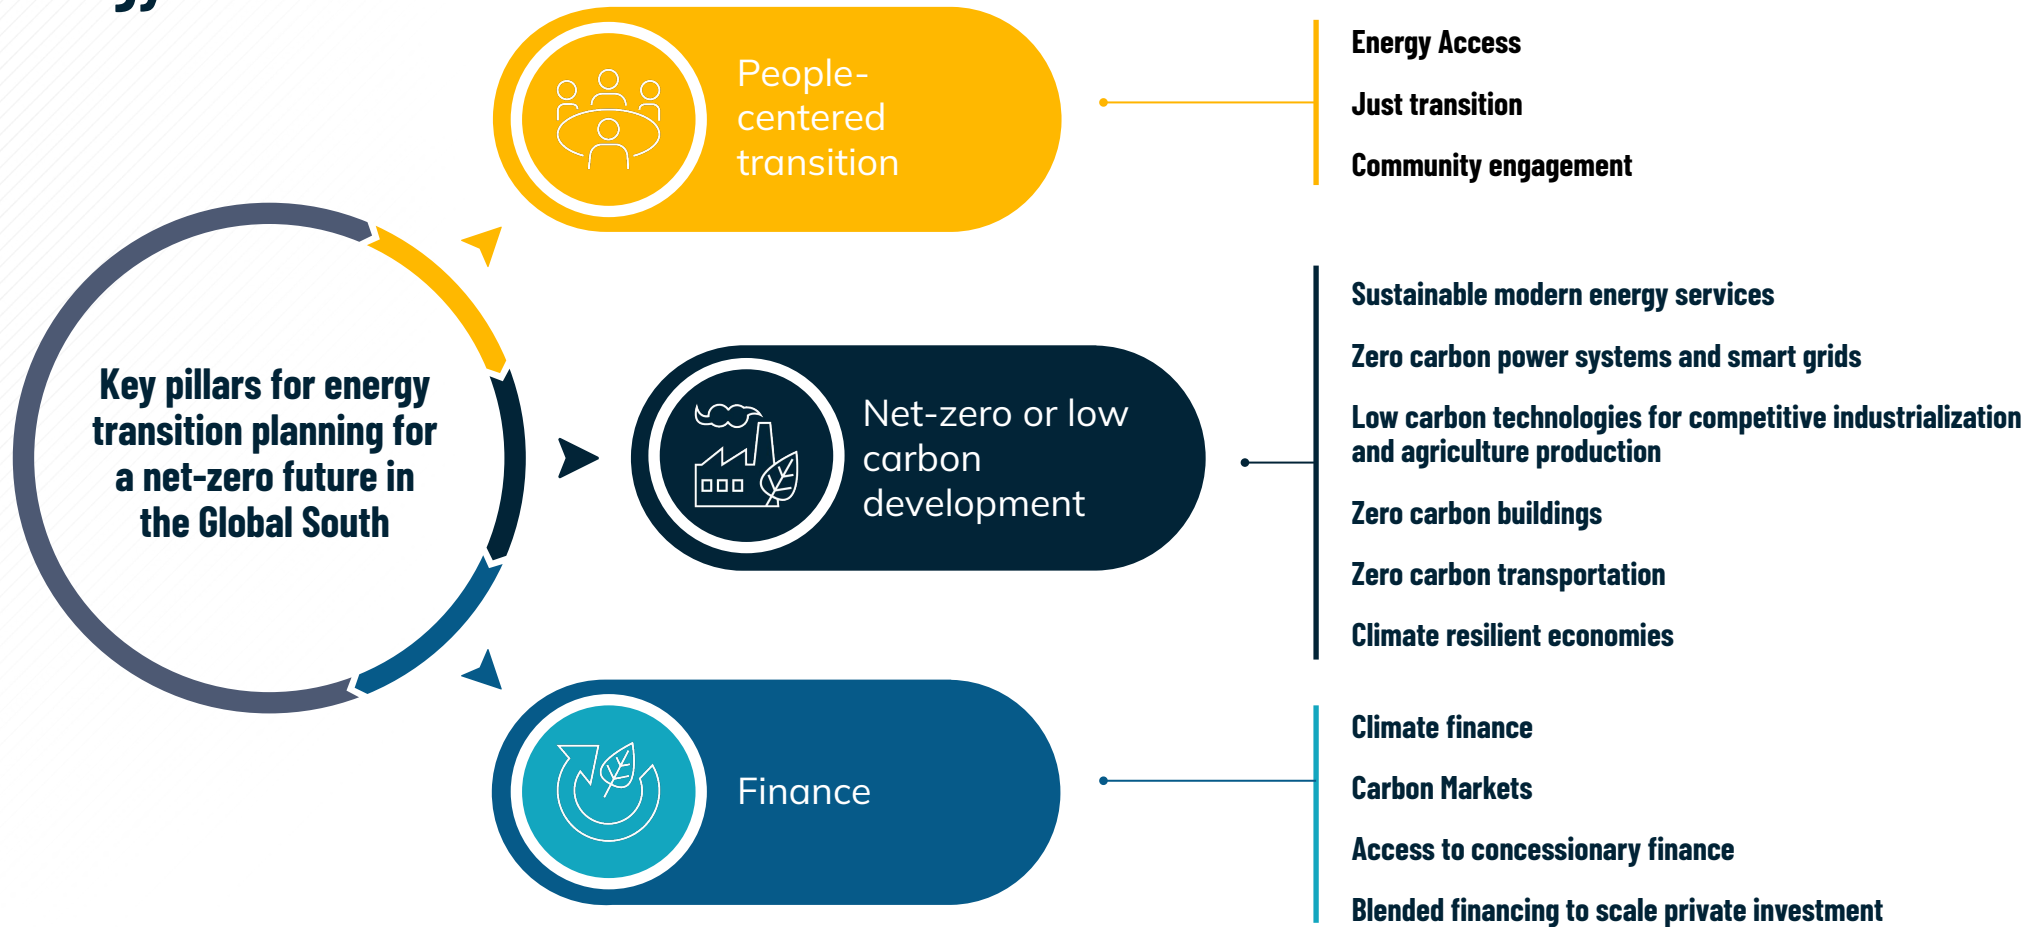 Key pillars for energy
transition planning for
a net-zero future in
the Global South
People-
centered
transition
Energy Access
Just transition
Community engagement
Net-zero or low
carbon
development
Sustainable modern energy services
Zero carbon power systems and smart grids
Low carbon technologies for competitive industrialization
and agriculture production
Zero carbon buildings
Zero carbon transportation
Climate resilient economies
Finance
Climate finance
Carbon Markets
Access to concessionary finance
Blended financing to scale private investment